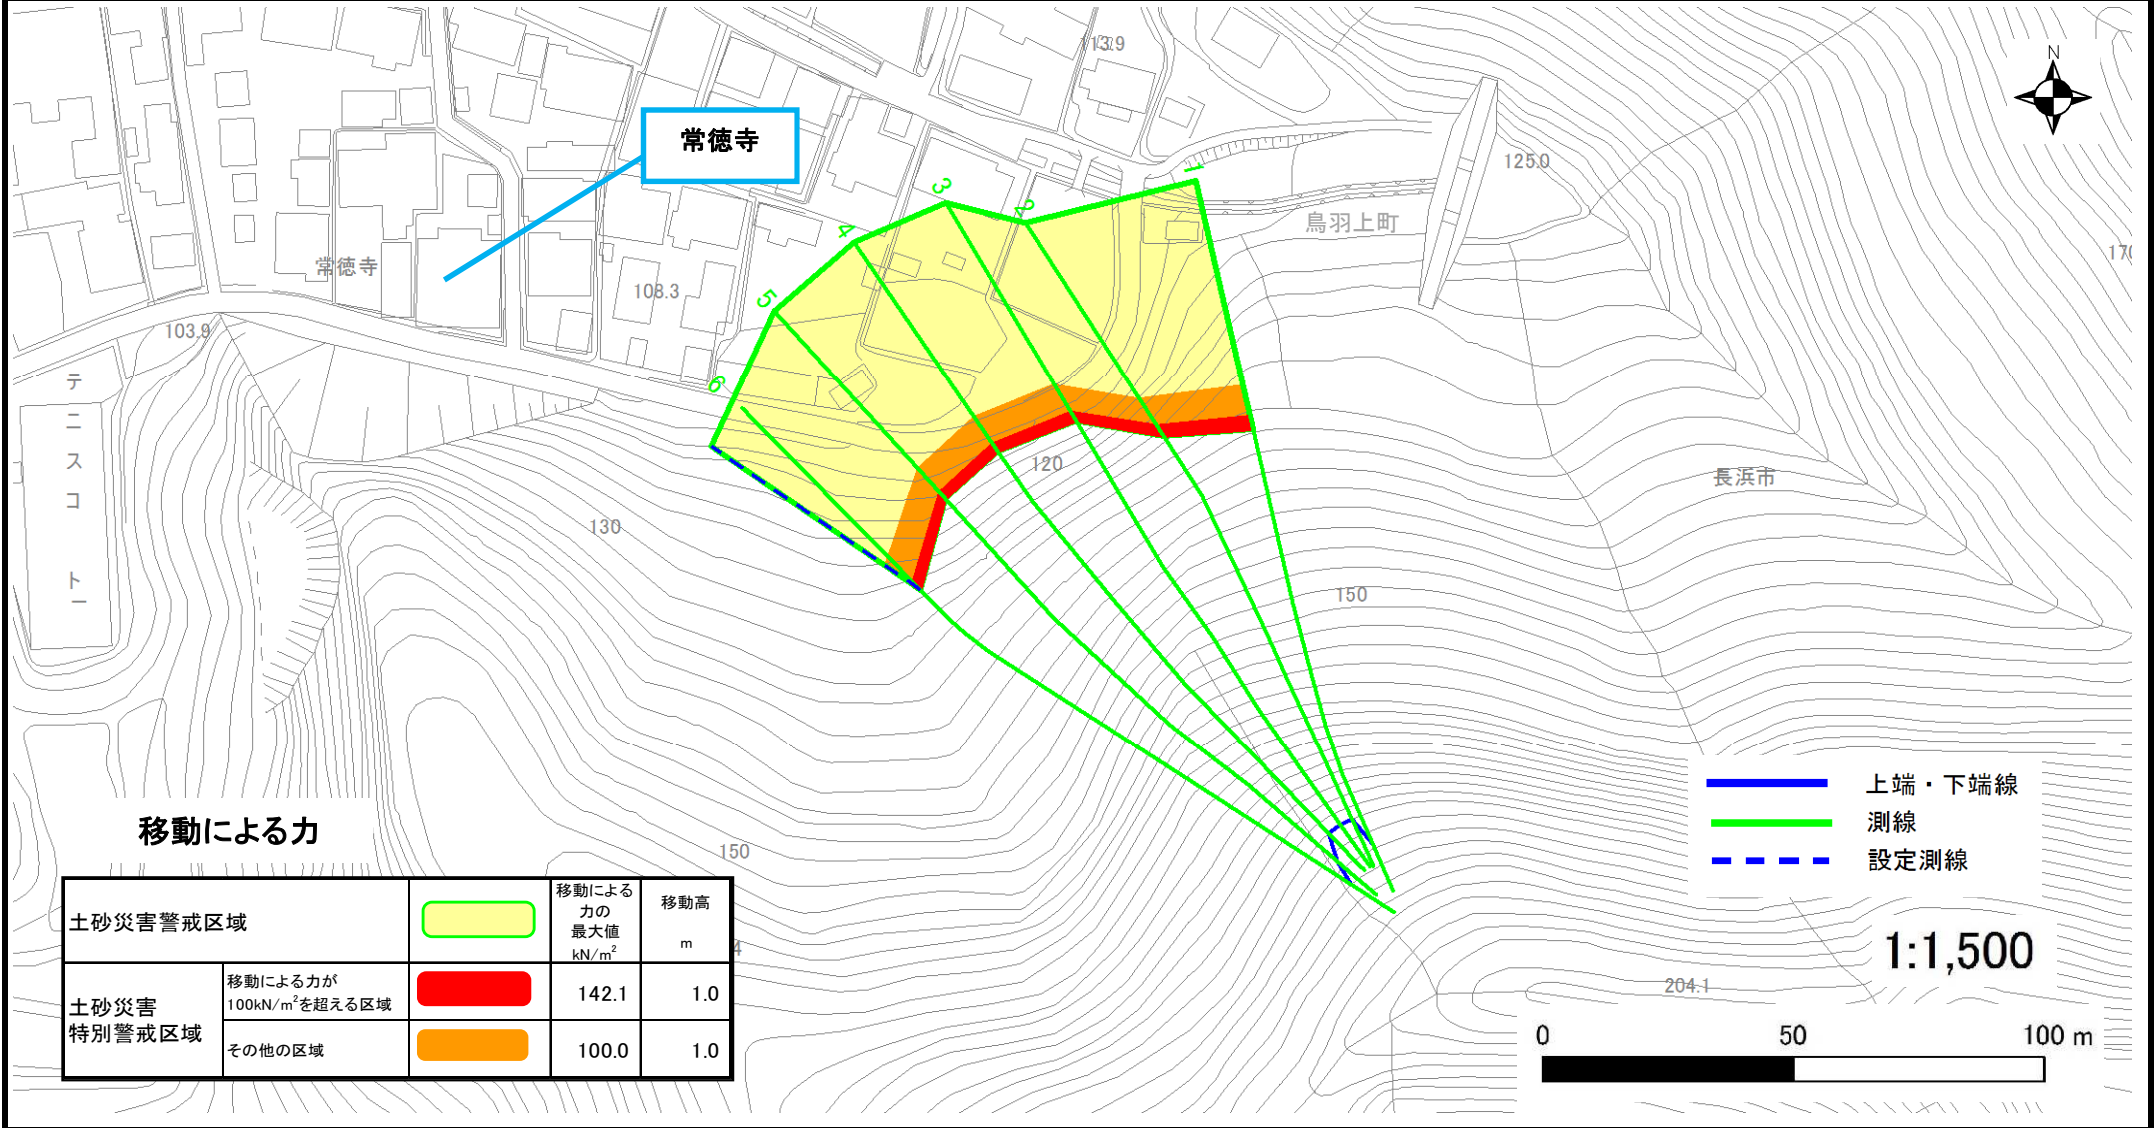 113.9
N
常徳寺
125.0
1
3
2
鳥羽上町
4
170
常徳寺
108.3
5
103.9
6
テニスコート
120
長浜市
130
150
上端・下端線
測線
設定測線
移動による力
150
土砂災害警戒区域
移動による
力の
最大値
kN/m²
移動高
m
4
1:1,500
土砂災害
特別警戒区域
移動による力が
100kN/m²を超える区域
142.1
1.0
204.1
その他の区域
100.0
1.0
0 50 100 m